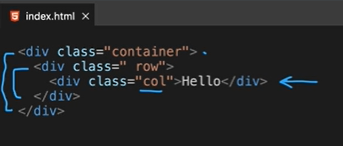 index.html
<div class="container">
<div class=" row">
<div class="col">Hello</div>
</div>
</div>